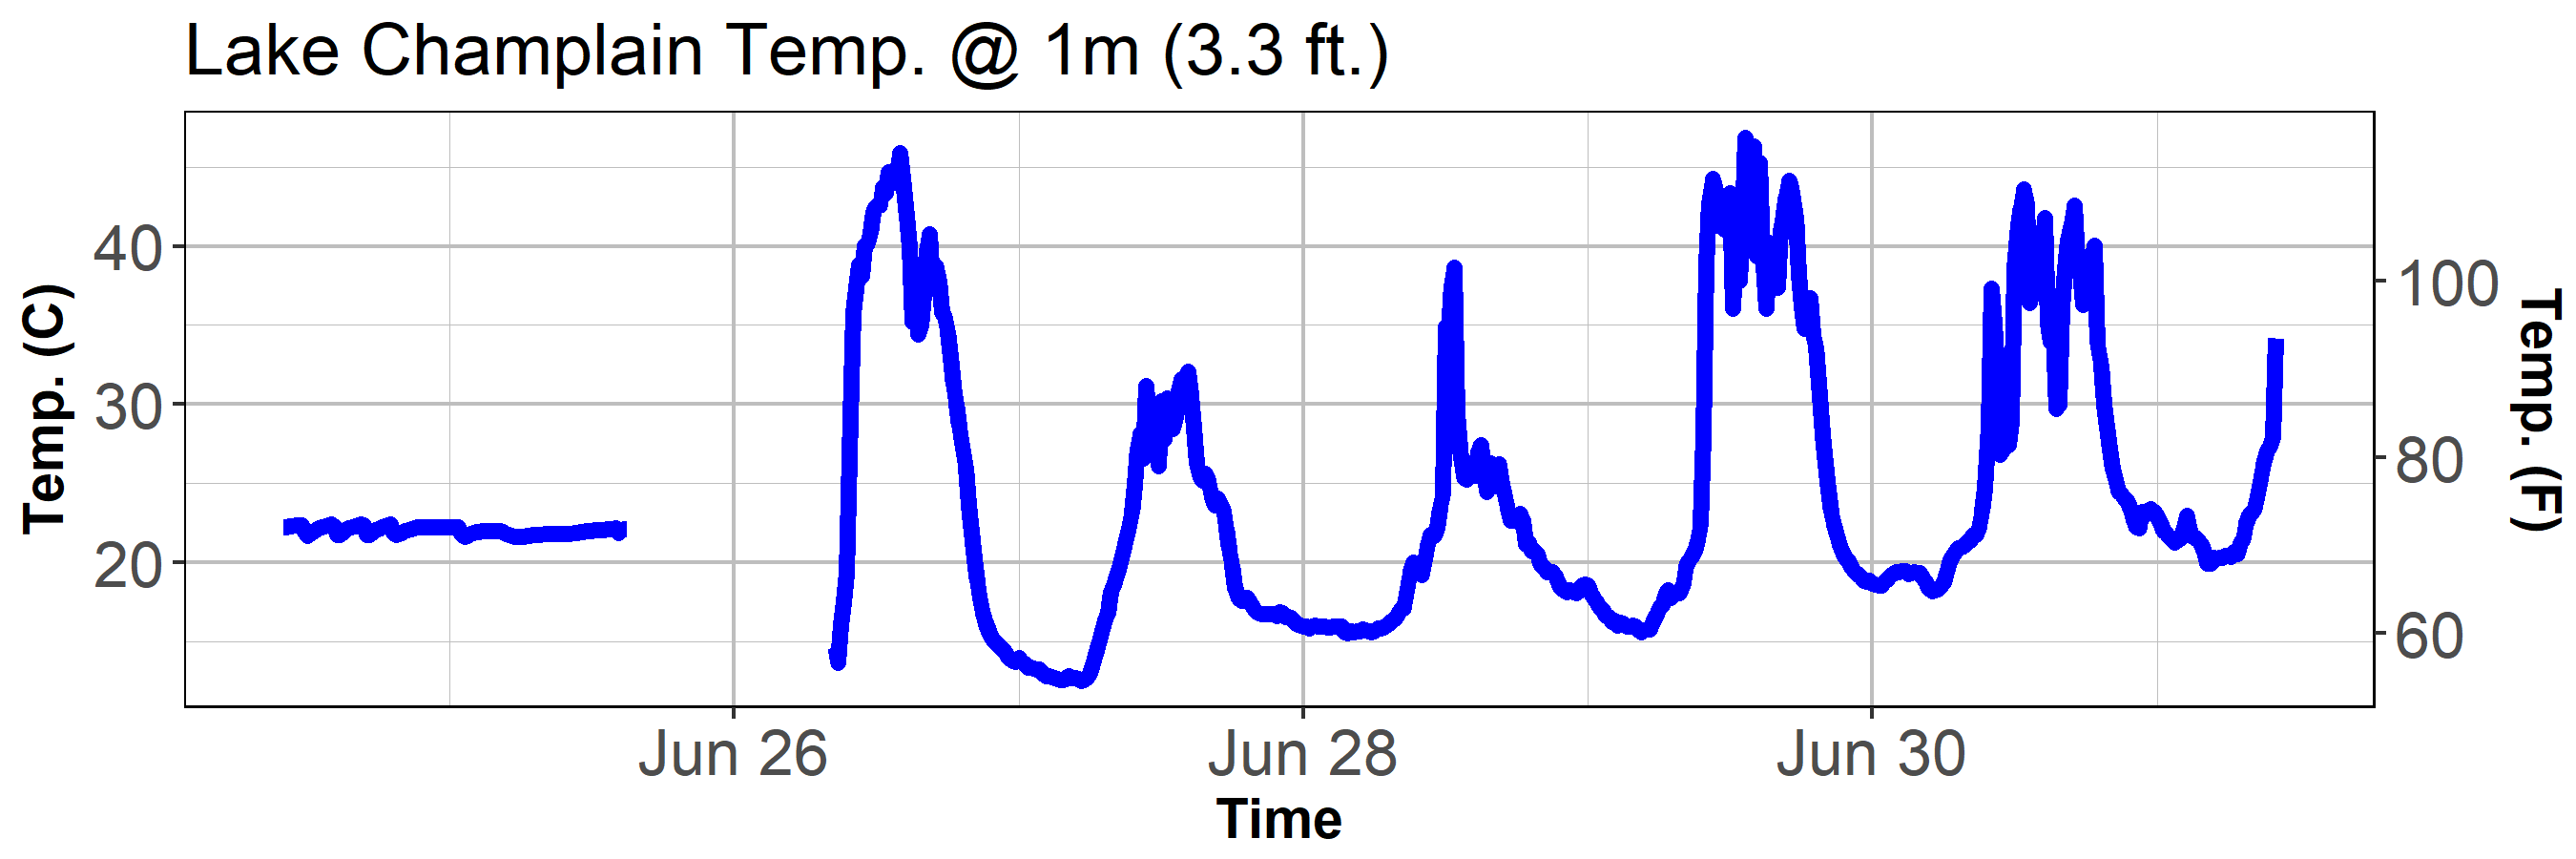 Lake Champlain Temp. @ 1m (3.3 ft.)
Temp. (C)
40
30
20
100
80
60
Temp. (F)
Jun 26
Jun 28
Jun 30
Time